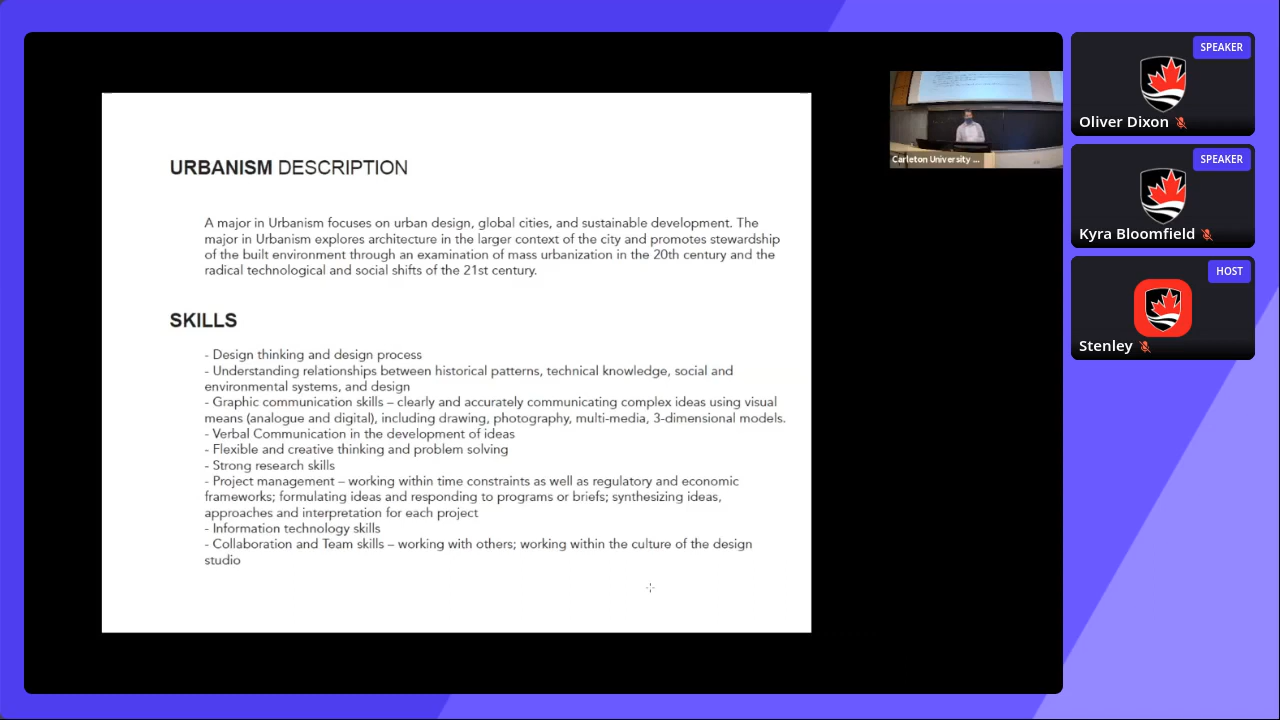 URBANISM DESCRIPTION
A major in Urbanism focuses on urban design, global cities, and sustainable development. The
major in Urbanism explores architecture in the larger context of the city and promotes stewardship
of the built environment through an examination of mass urbanization in the 20th century and the
radical technological and social shifts of the 21st century.
SKILLS
- Design thinking and design process
- Understanding relationships between historical patterns, technical knowledge, social and
environmental systems, and design
- Graphic communication skills – clearly and accurately communicating complex ideas using visual
means (analogue and digital), including drawing, photography, multi-media, 3-dimensional models.
- Verbal Communication in the development of ideas
- Flexible and creative thinking and problem solving
- Strong research skills
- Project management – working within time constraints as well as regulatory and economic
frameworks; formulating ideas and responding to programs or briefs; synthesizing ideas,
approaches and interpretation for each project
- Information technology skills
- Collaboration and Team skills – working with others; working within the culture of the design
studio
Carleton University ...
SPEAKER
Oliver Dixon
SPEAKER
Kyra Bloomfield
HOST
Stenley